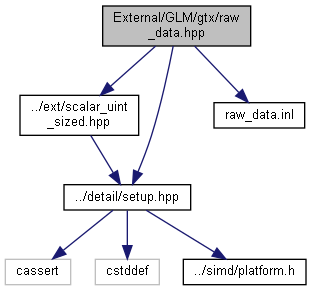 External/GLM/gtx/raw
_data.hpp
../ext/scalar_uint
_sized.hpp
raw_data.inl
../detail/setup.hpp
cassert
cstddef
../simd/platform.h